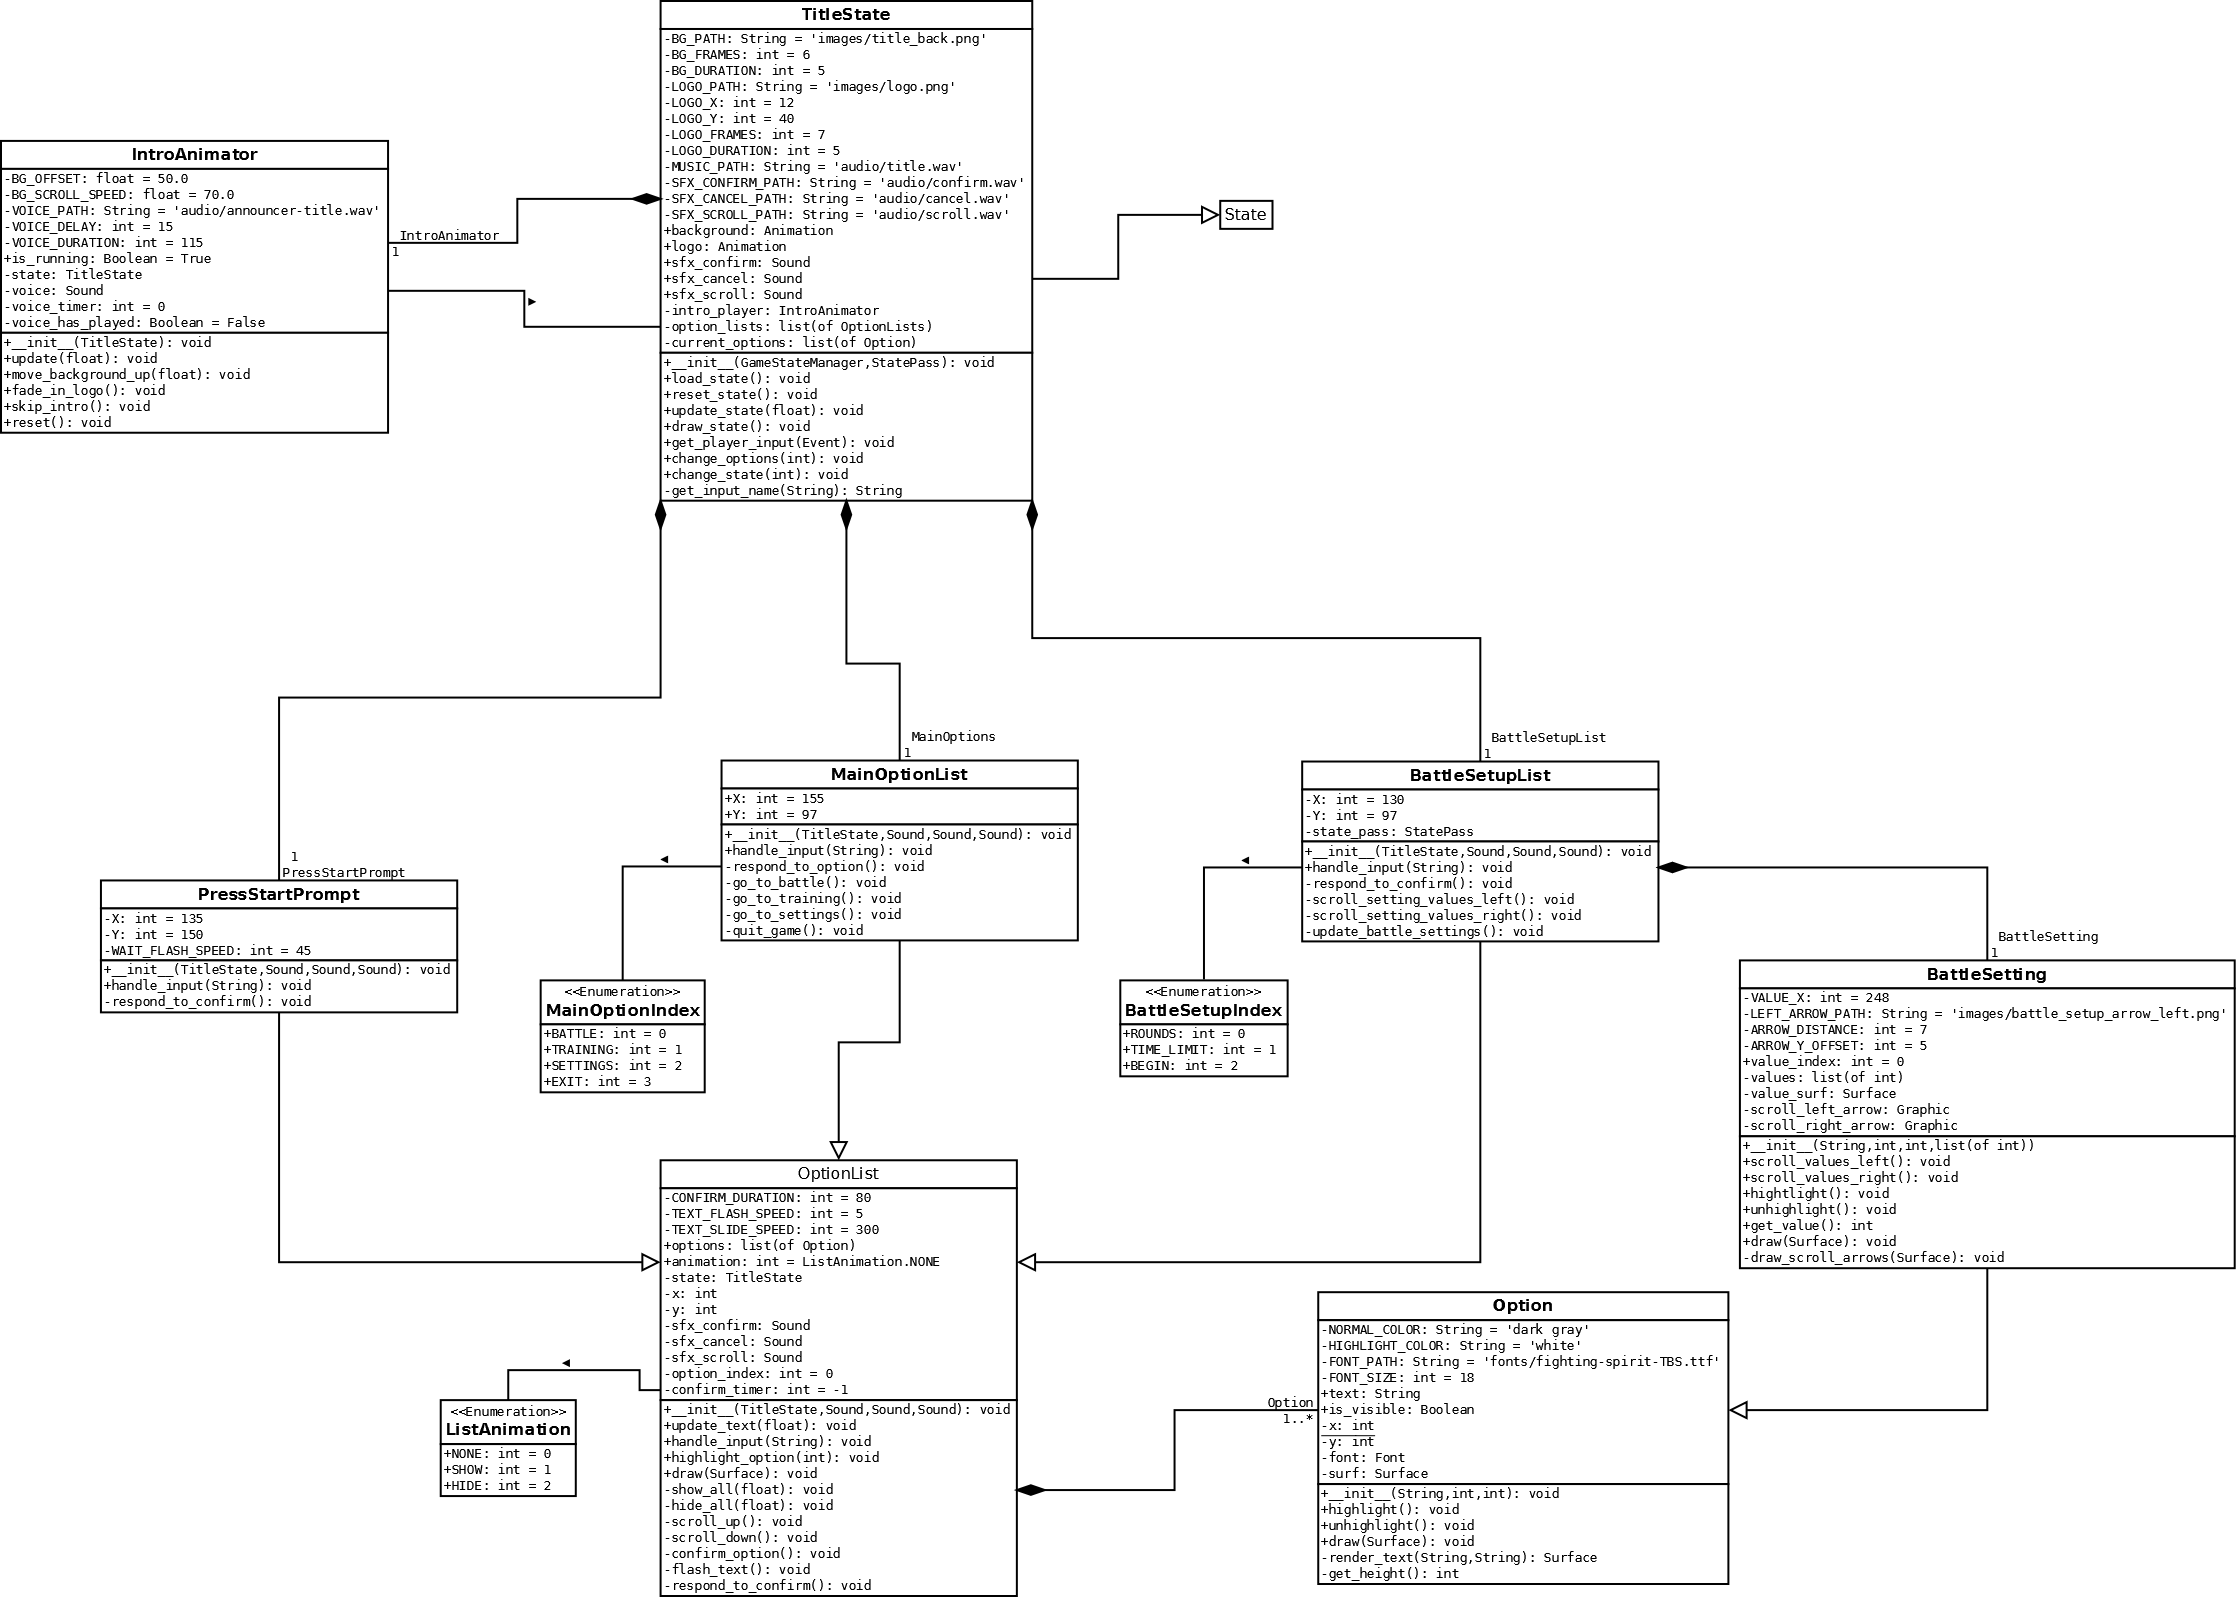 TitleState
-BG_PATH: String = 'images/title_back.png'
-BG_FRAMES: int = 6
-BG_DURATION: int = 5
-LOGO_PATH: String = 'images/logo.png'
-LOGO_X: int = 12
-LOGO_Y: int = 40
-LOGO_FRAMES: int = 7
-LOGO_DURATION: int = 5
-MUSIC_PATH: String = 'audio/title.wav'
-SFX_CONFIRM_PATH: String = 'audio/confirm.wav'
-SFX_CANCEL_PATH: String = 'audio/cancel.wav'
-SFX_SCROLL_PATH: String = 'audio/scroll.wav'
+background: Animation
+logo: Animation
+sfx_confirm: Sound
+sfx_cancel: Sound
+sfx_scroll: Sound
-intro_player: IntroAnimator
-option_lists: list(of OptionLists)
-current_options: list(of Option)
+__init__(GameStateManager,StatePass): void
+load_state(): void
+reset_state(): void
+update_state(float): void
+draw_state(): void
+get_player_input(Event): void
+change_options(int): void
+change_state(int): void
-get_input_name(String): String
IntroAnimator
-BG_OFFSET: float = 50.0
-BG_SCROLL_SPEED: float = 70.0
-VOICE_PATH: String = 'audio/announcer-title.wav'
-VOICE_DELAY: int = 15
-VOICE_DURATION: int = 115
+is_running: Boolean = True
-state: TitleState
-voice: Sound
-voice_timer: int = 0
-voice_has_played: Boolean = False
+__init__(TitleState): void
+update(float): void
+move_background_up(float): void
+fade_in_logo(): void
+skip_intro(): void
+reset(): void
IntroAnimator
1
State
1
PressStartPrompt
PressStartPrompt
-X: int = 135
-Y: int = 150
-WAIT_FLASH_SPEED: int = 45
+__init__(TitleState,Sound,Sound,Sound): void
+handle_input(String): void
-respond_to_confirm(): void
MainOptions
1
MainOptionList
+X: int = 155
+Y: int = 97
+__init__(TitleState,Sound,Sound,Sound): void
+handle_input(String): void
-respond_to_option(): void
-go_to_battle(): void
-go_to_training(): void
-go_to_settings(): void
-quit_game(): void
BattleSetupList
1
BattleSetupList
-X: int = 130
-Y: int = 97
-state_pass: StatePass
+__init__(TitleState,Sound,Sound,Sound): void
+handle_input(String): void
-respond_to_confirm(): void
-scroll_setting_values_left(): void
-scroll_setting_values_right(): void
-update_battle_settings(): void
<<Enumeration>>
MainOptionIndex
+BATTLE: int = 0
+TRAINING: int = 1
+SETTINGS: int = 2
+EXIT: int = 3
<<Enumeration>>
BattleSetupIndex
+ROUNDS: int = 0
+TIME_LIMIT: int = 1
+BEGIN: int = 2
BattleSetting
1
BattleSetting
-VALUE_X: int = 248
-LEFT_ARROW_PATH: String = 'images/battle_setup_arrow_left.png'
-ARROW_DISTANCE: int = 7
-ARROW_Y_OFFSET: int = 5
+value_index: int = 0
-values: list(of int)
-value_surf: Surface
-scroll_left_arrow: Graphic
-scroll_right_arrow: Graphic
+__init__(String,int,int,list(of int))
+scroll_values_left(): void
+scroll_values_right(): void
+hightlight(): void
+unhighlight(): void
+get_value(): int
+draw(Surface): void
-draw_scroll_arrows(Surface): void
OptionList
-CONFIRM_DURATION: int = 80
-TEXT_FLASH_SPEED: int = 5
-TEXT_SLIDE_SPEED: int = 300
+options: list(of Option)
+animation: int = ListAnimation.NONE
-state: TitleState
-x: int
-y: int
-sfx_confirm: Sound
-sfx_cancel: Sound
-sfx_scroll: Sound
-option_index: int = 0
-confirm_timer: int = -1
+__init__(TitleState,Sound,Sound,Sound): void
+update_text(float): void
+handle_input(String): void
+highlight_option(int): void
+draw(Surface): void
-show_all(float): void
-hide_all(float): void
-scroll_up(): void
-scroll_down(): void
-confirm_option(): void
-flash_text(): void
-respond_to_confirm(): void
<<Enumeration>>
ListAnimation
+NONE: int = 0
+SHOW: int = 1
+HIDE: int = 2
Option
1..*
Option
-NORMAL_COLOR: String = 'dark gray'
-HIGHLIGHT_COLOR: String = 'white'
-FONT_PATH: String = 'fonts/fighting-spirit-TBS.ttf'
-FONT_SIZE: int = 18
+text: String
+is_visible: Boolean
-x: int
-y: int
-font: Font
-surf: Surface
+__init__(String,int,int): void
+highlight(): void
+unhighlight(): void
+draw(Surface): void
-render_text(String,String): Surface
-get_height(): int